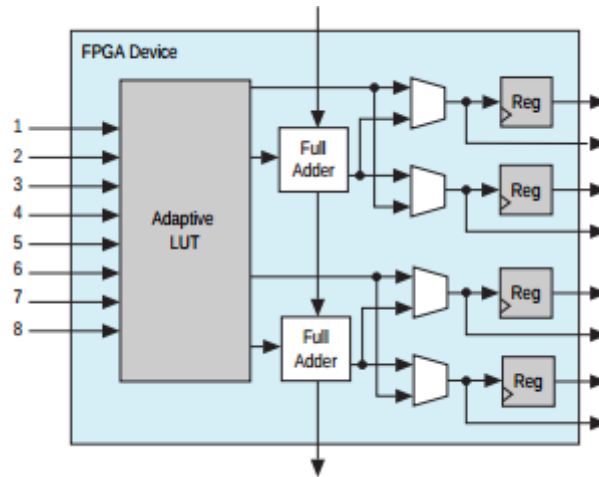 FPGA Device
1
2
3
4
5
6
7
8
Adaptive
LUT
Full
Adder
Full
Adder
Reg
Reg
Reg
Reg